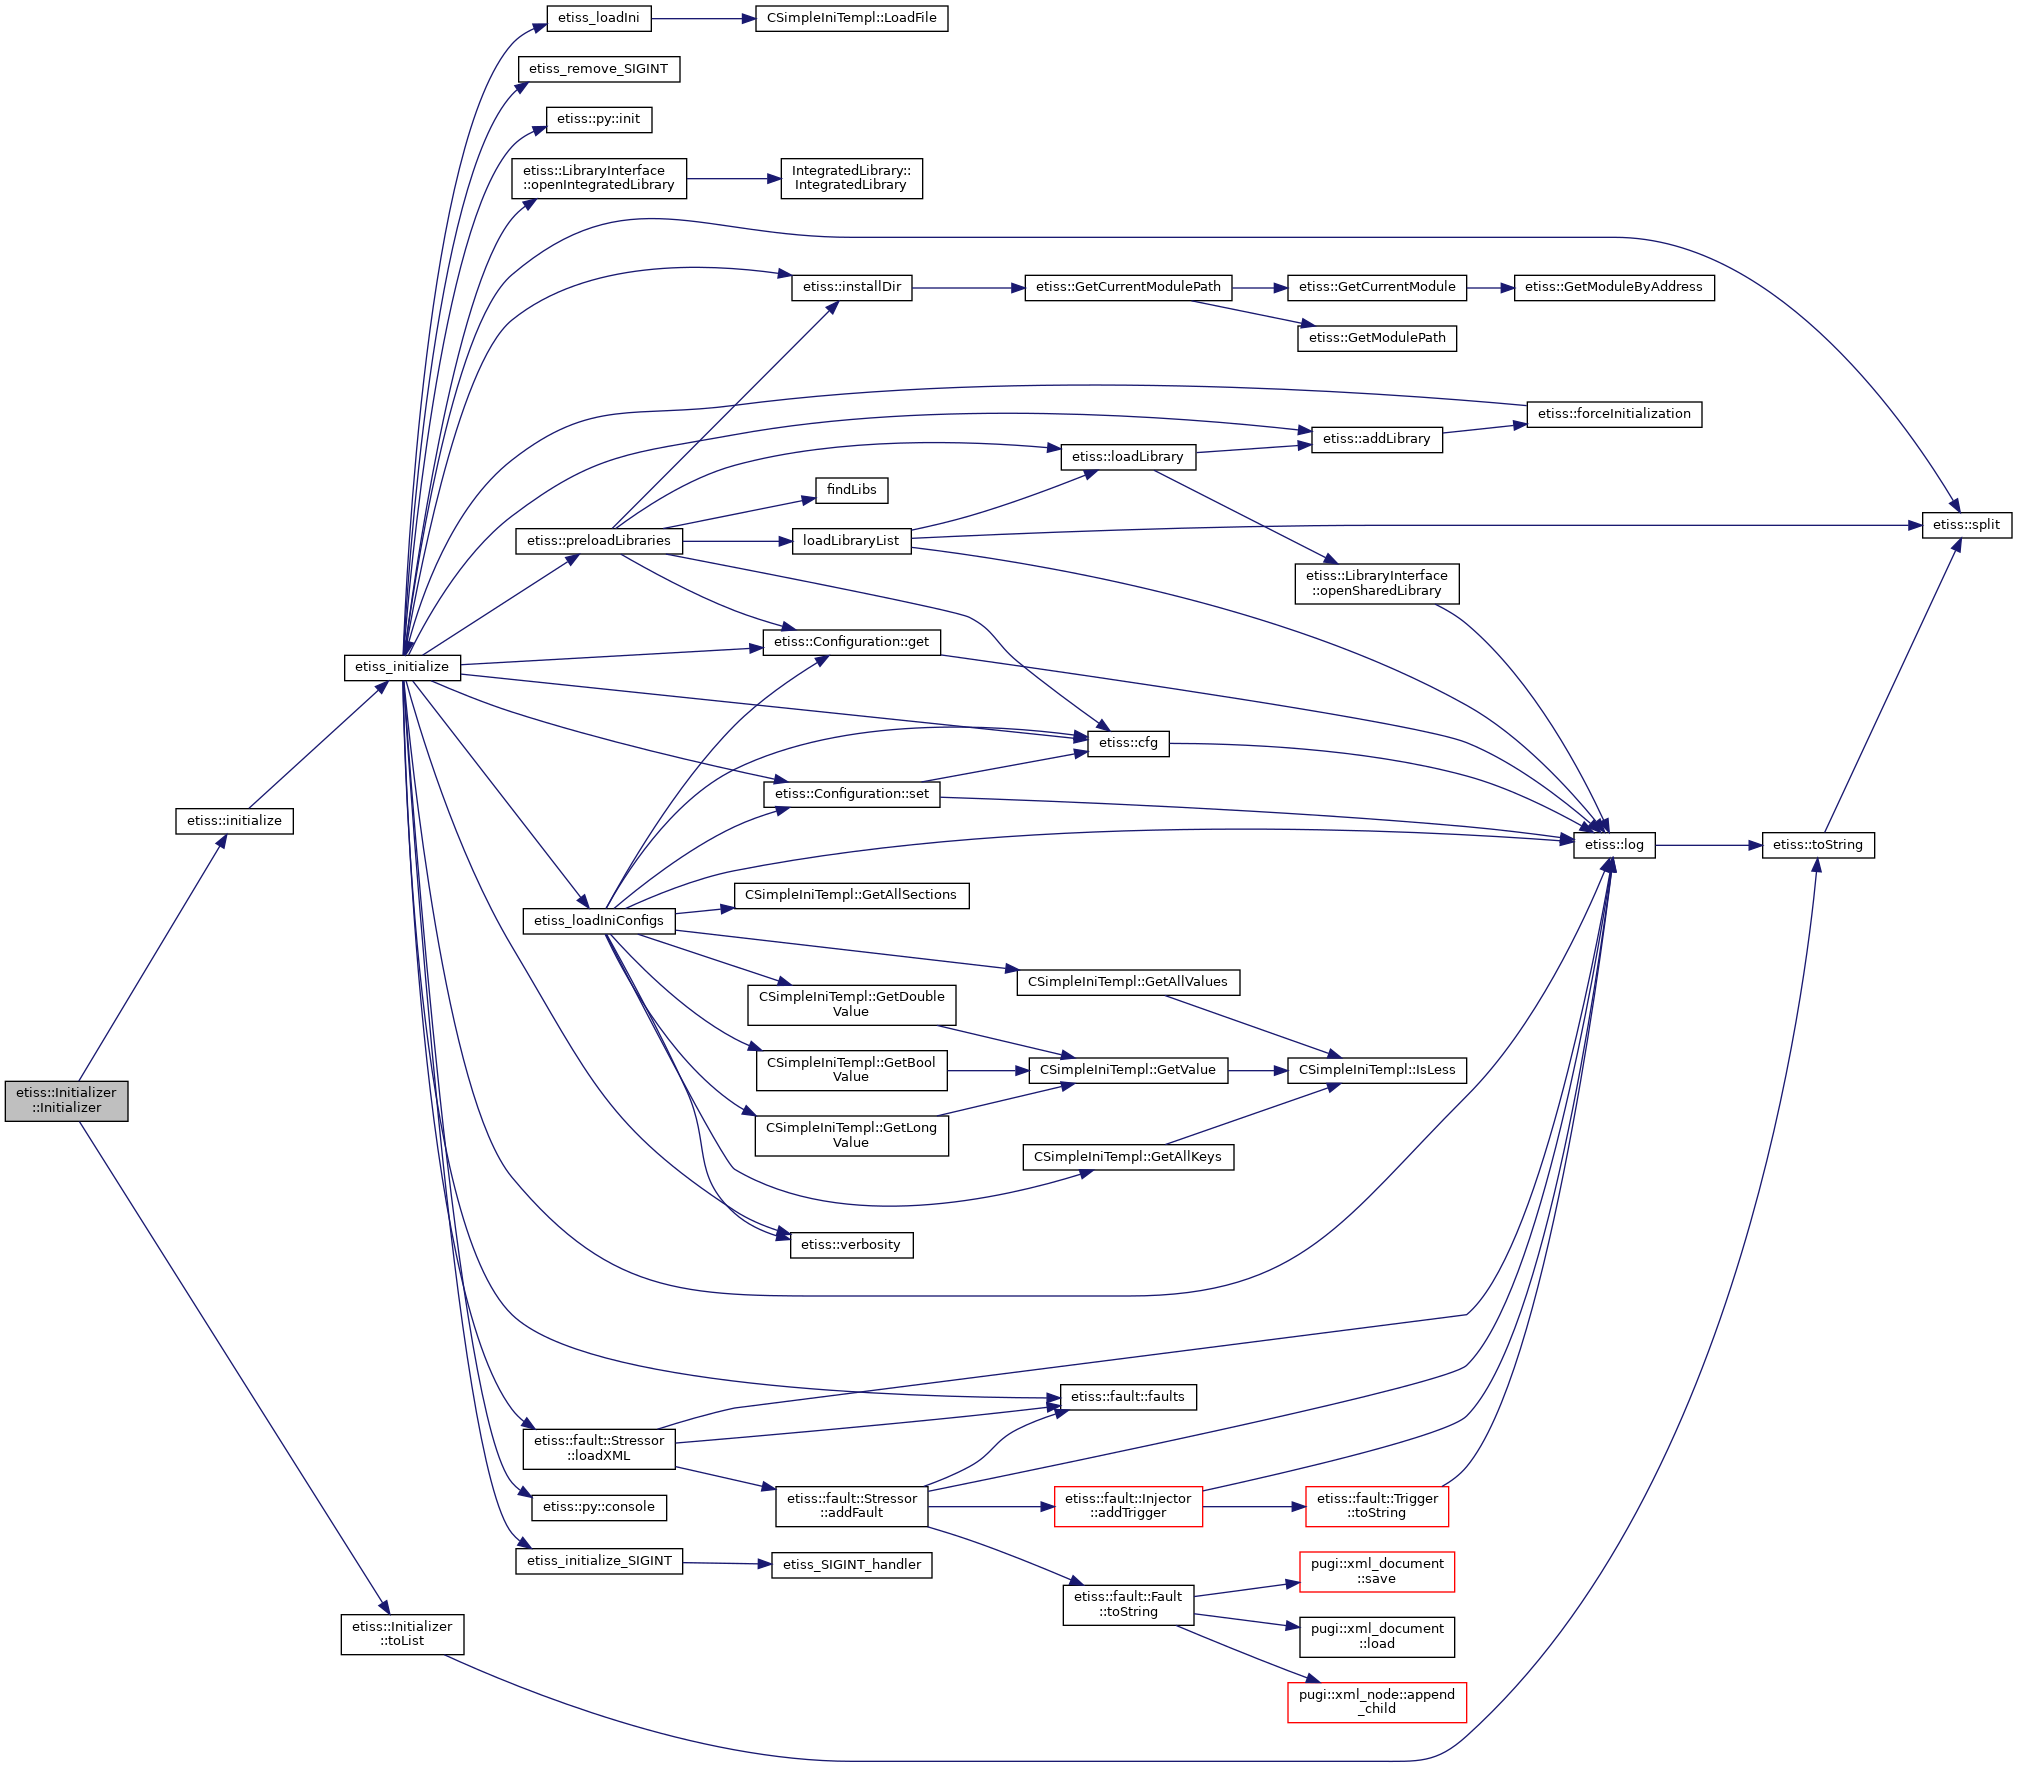 etiss_loadIni
CSimpleIniTempl::LoadFile
etiss_remove_SIGINT
etiss::py::init
etiss::LibraryInterface
::openIntegratedLibrary
IntegratedLibrary::
IntegratedLibrary
etiss::installDir
etiss::GetCurrentModulePath
etiss::GetCurrentModule
etiss::GetModuleByAddress
etiss::GetModulePath
etiss::forceInitialization
etiss::addLibrary
etiss::loadLibrary
findLibs
etiss::split
etiss::preloadLibraries
loadLibraryList
etiss::LibraryInterface
::openSharedLibrary
etiss::Configuration::get
etiss_initialize
etiss::cfg
etiss::Configuration::set
etiss::initialize
etiss::log
etiss::toString
CSimpleIniTempl::GetAllSections
etiss_loadIniConfigs
CSimpleIniTempl::GetAllValues
CSimpleIniTempl::GetDouble
Value
CSimpleIniTempl::GetBool
Value
CSimpleIniTempl::GetValue
CSimpleIniTempl::IsLess
etiss::Initializer
::Initializer
CSimpleIniTempl::GetLong
Value
CSimpleIniTempl::GetAllKeys
etiss::verbosity
etiss::fault::faults
etiss::fault::Stressor
::loadXML
etiss::py::console
etiss::fault::Stressor
::addFault
etiss::fault::Injector
::addTrigger
etiss::fault::Trigger
::toString
etiss_initialize_SIGINT
etiss_SIGINT_handler
pugi::xml_document
::save
etiss::fault::Fault
::toString
etiss::Initializer
::toList
pugi::xml_document
::load
pugi::xml_node::append
_child